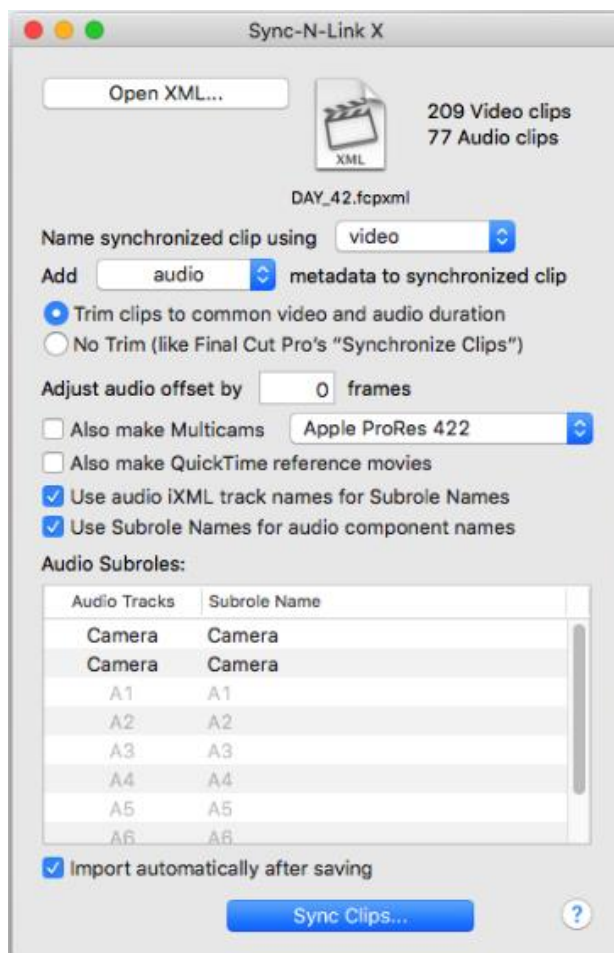 Sync-N-Link X
Open XML...
XML
209 Video clips
77 Audio clips
DAY_42.fcpxml
Name synchronized clip using video
Add audio metadata to synchronized clip
Trim clips to common video and audio duration
No Trim (like Final Cut Pro's “Synchronize Clips”)
Adjust audio offset by 0 frames
Also make Multicams Apple ProRes 422
Also make QuickTime reference movies
Use audio iXML track names for Subrole Names
Use Subrole Names for audio component names
Audio Subroles:
Audio Tracks Subrole Name
Camera Camera
Camera Camera
A1 A1
A2 A2
A3 A3
A4 A4
A5 A5
A6 A6
Import automatically after saving
Sync Clips... ?